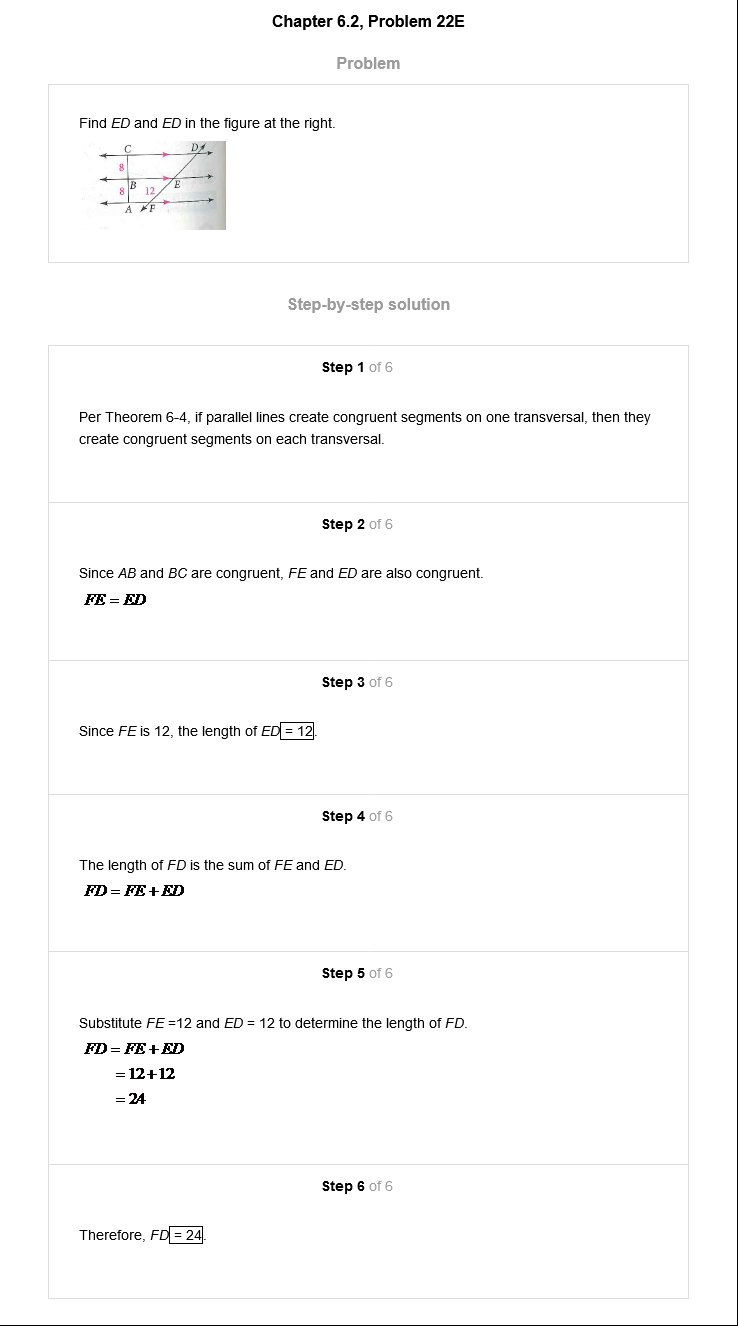 Chapter 6.2, Problem 22E
Problem
Find ED and ED in the figure at the right.
C D
8
B E
8 12
A F
Step-by-step solution
Step 1 of 6
Per Theorem 6-4, if parallel lines create congruent segments on one transversal, then they
create congruent segments on each transversal.
Step 2 of 6
Since AB and BC are congruent, FE and ED are also congruent.
FE = ED
Step 3 of 6
Since FE is 12, the length of ED = 12.
Step 4 of 6
The length of FD is the sum of FE and ED.
FD = FE + ED
Step 5 of 6
Substitute FE =12 and ED = 12 to determine the length of FD.
FD = FE + ED
= 12+12
= 24
Step 6 of 6
Therefore, FD = 24.